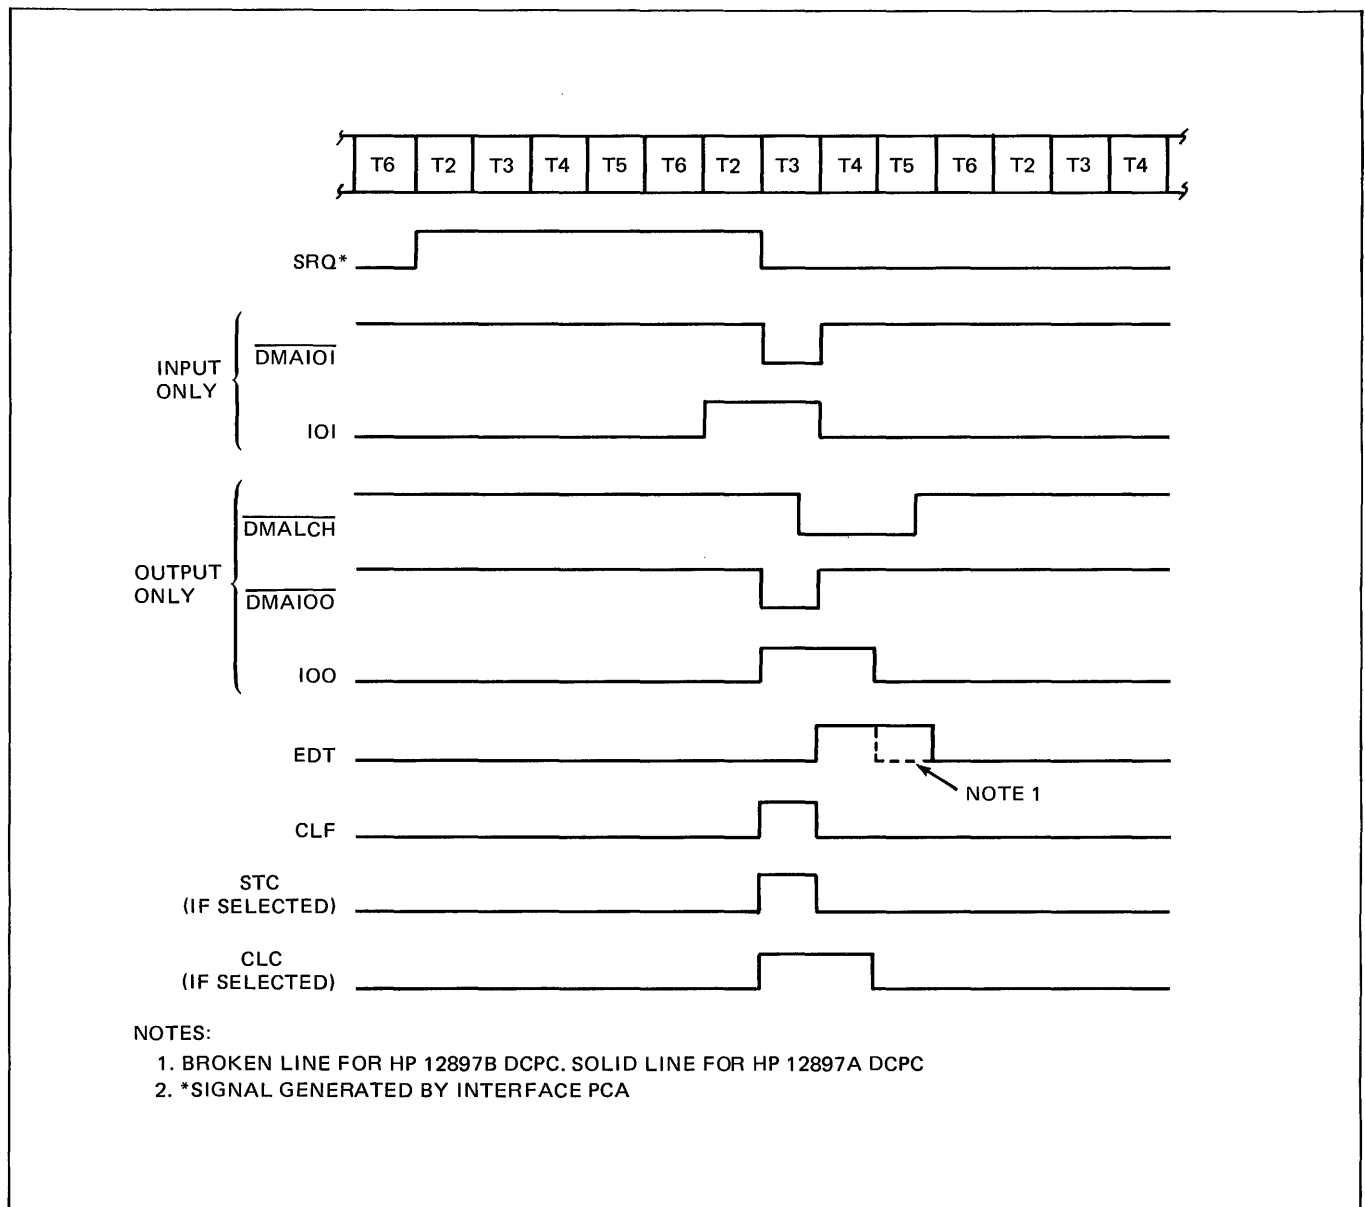 T6 T2 T3 T4 T5 T6 T2 T3 T4 T5 T6 T2 T3 T4
SRQ*
INPUT
ONLY
DMAIOI
IOI
OUTPUT
ONLY
DMALCH
DMAIOO
IOO
EDT
NOTE 1
CLF
STC
(IF SELECTED)
CLC
(IF SELECTED)
NOTES:
1. BROKEN LINE FOR HP 12897B DCPC. SOLID LINE FOR HP 12897A DCPC
2. *SIGNAL GENERATED BY INTERFACE PCA